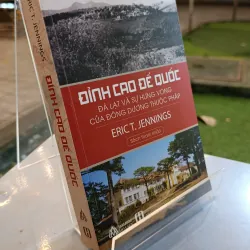 ĐỈNH CAO ĐẾ QUỐC
ĐÀ LẠT VÀ SỰ HƯNG VONG
CỦA ĐÔNG DƯƠNG THUỘC PHÁP
ERIC T. JENNINGS
ĐỈNH CAO ĐẾ QUỐC